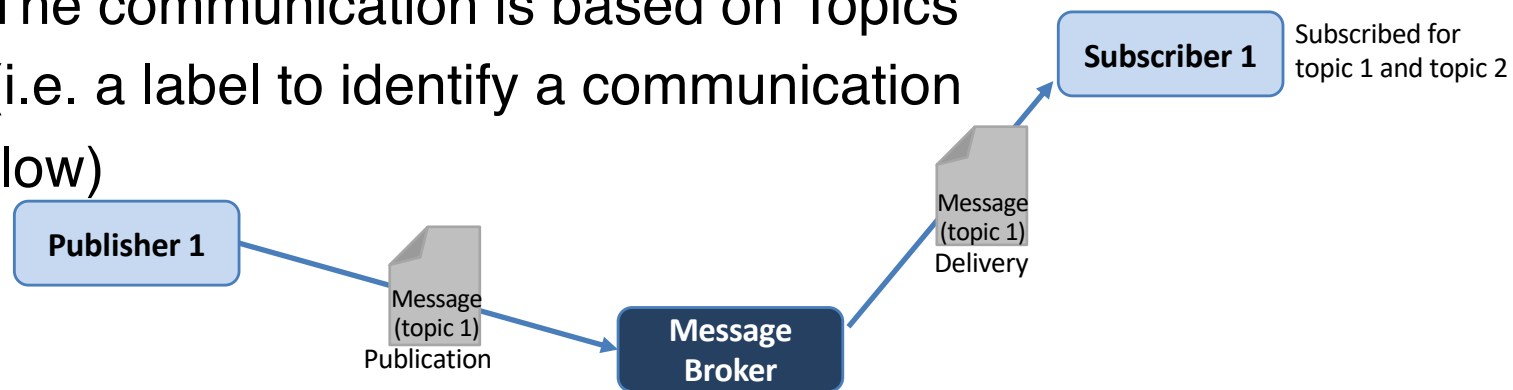 The communication is based on Topics
(i.e. a label to identify a communication
low)
Subscriber 1
Subscribed for
topic 1 and topic 2
Message
(topic 1)
Delivery
Publisher 1
Message
(topic 1)
Publication
Message
Broker